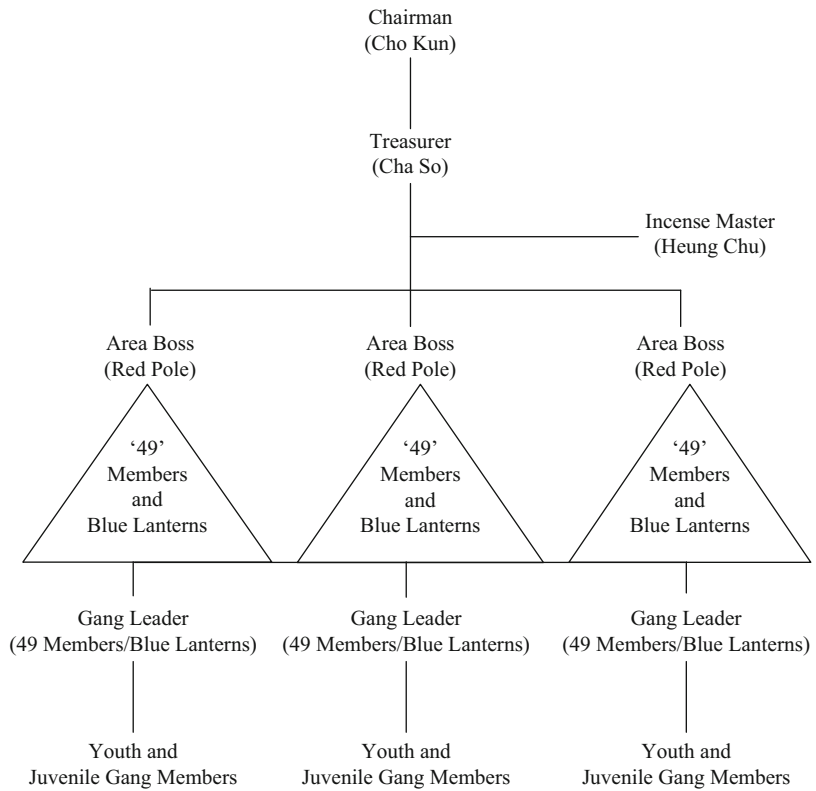 Chairman
(Cho Kun)
Treasurer
(Cha So)
Incense Master
(Heung Chu)
Area Boss
(Red Pole)
Area Boss
(Red Pole)
Area Boss
(Red Pole)
‘49’
Members
and
Blue Lanterns
‘49’
Members
and
Blue Lanterns
‘49’
Members
and
Blue Lanterns
Gang Leader
(49 Members/Blue Lanterns)
Gang Leader
(49 Members/Blue Lanterns)
Gang Leader
(49 Members/Blue Lanterns)
Youth and
Juvenile Gang Members
Youth and
Juvenile Gang Members
Youth and
Juvenile Gang Members